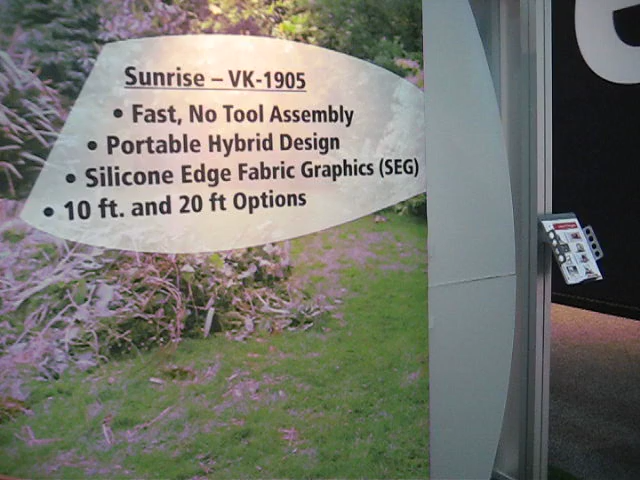 Sunrise – VK-1905
• Fast, No Tool Assembly
• Portable Hybrid Design
• Silicone Edge Fabric Graphics (SEG)
• 10 ft. and 20 ft Options